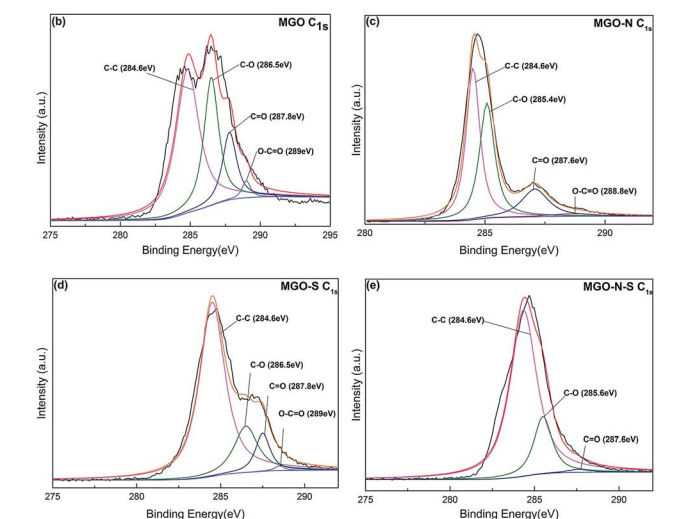 (b) MGO C1s
C-C (284.6eV)
C-O (286.5eV)
C=O (287.8eV)
O-C=O (289eV)
Intensity (a.u.)
275 280 285 290 295
Binding Energy(eV)
(c) MGO-N C1s
C-C (284.6eV)
C-O (285.4eV)
C=O (287.6eV)
O-C=O (288.8eV)
Intensity (a.u.)
280 285 290
Binding Energy(eV)
(d) MGO-S C1s
C-C (284.6eV)
C-O (286.5eV)
C=O (287.8eV)
O-C=O (289eV)
Intensity (a.u.)
275 280 285 290
Binding Energy(eV)
(e) MGO-N-S C1s
C-C (284.6eV)
C-O (285.6eV)
C=O (287.6eV)
Intensity (a.u.)
275 280 285 290
Binding Energy(eV)